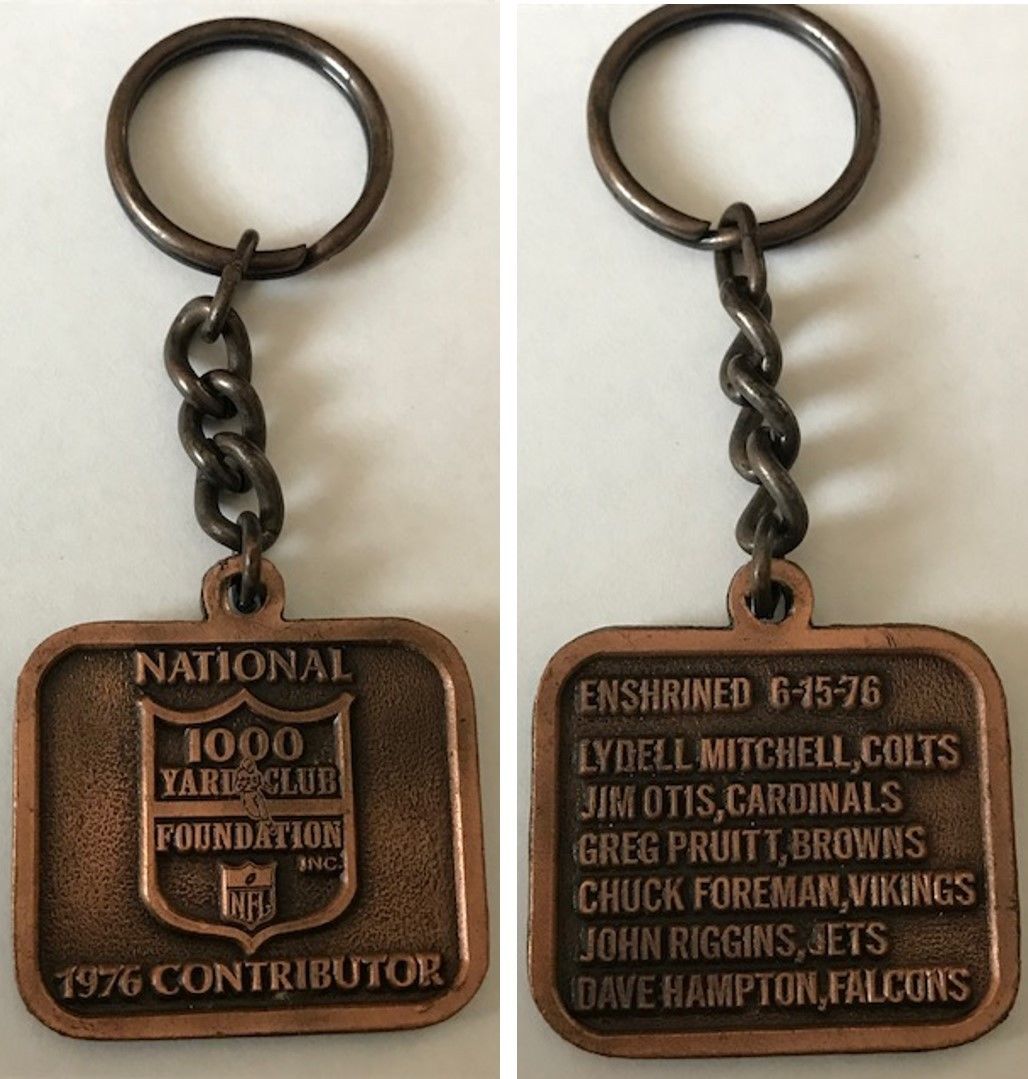 NATIONAL
1000
YARD CLUB
FOUNDATION
INC.
NFL
1976 CONTRIBUTOR
ENSHRINED 6-15-76
LYDELL MITCHELL, COLTS
JIM OTIS, CARDINALS
GREG PRUITT, BROWNS
CHUCK FOREMAN, VIKINGS
JOHN RIGGINS, JETS
DAVE HAMPTON, FALCONS